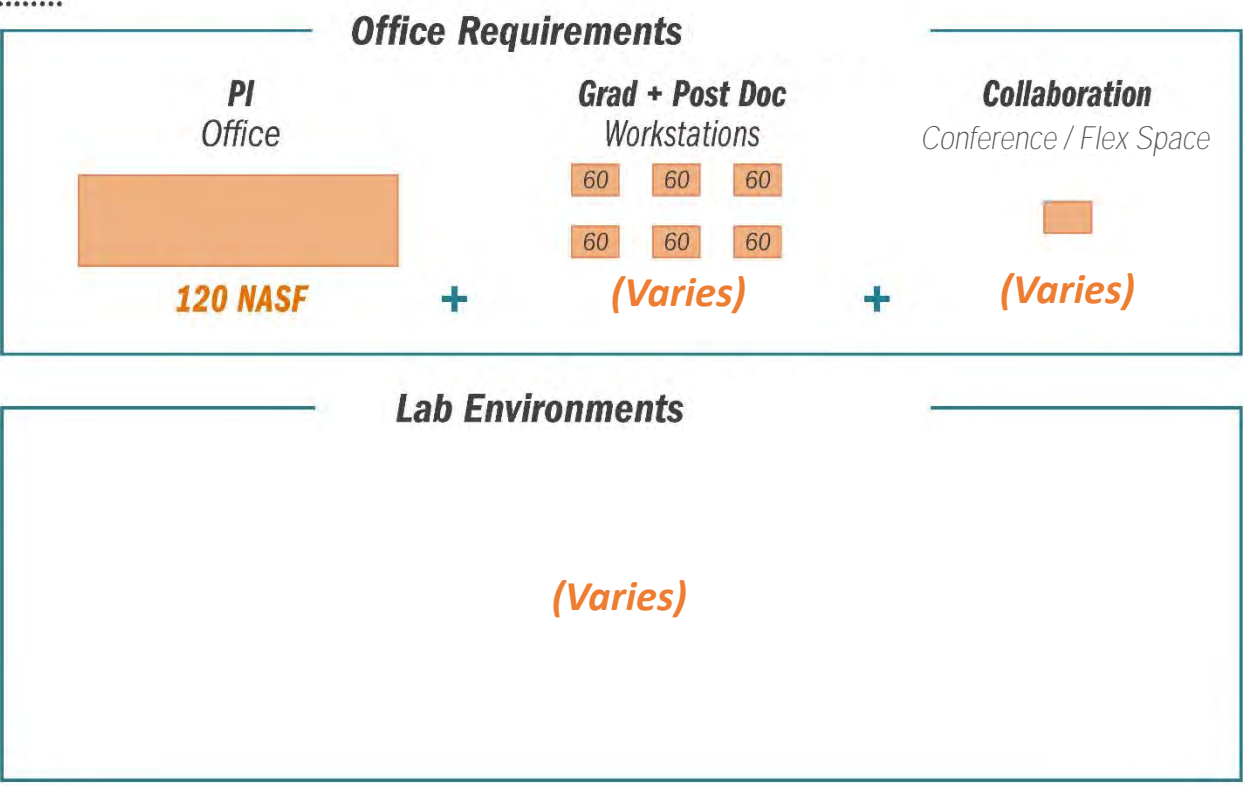 Office Requirements
PI
Office
120 NASF
+
Grad + Post Doc
Workstations
60 60 60
60 60 60
(Varies)
+
Collaboration
Conference / Flex Space
(Varies)
Lab Environments
(Varies)